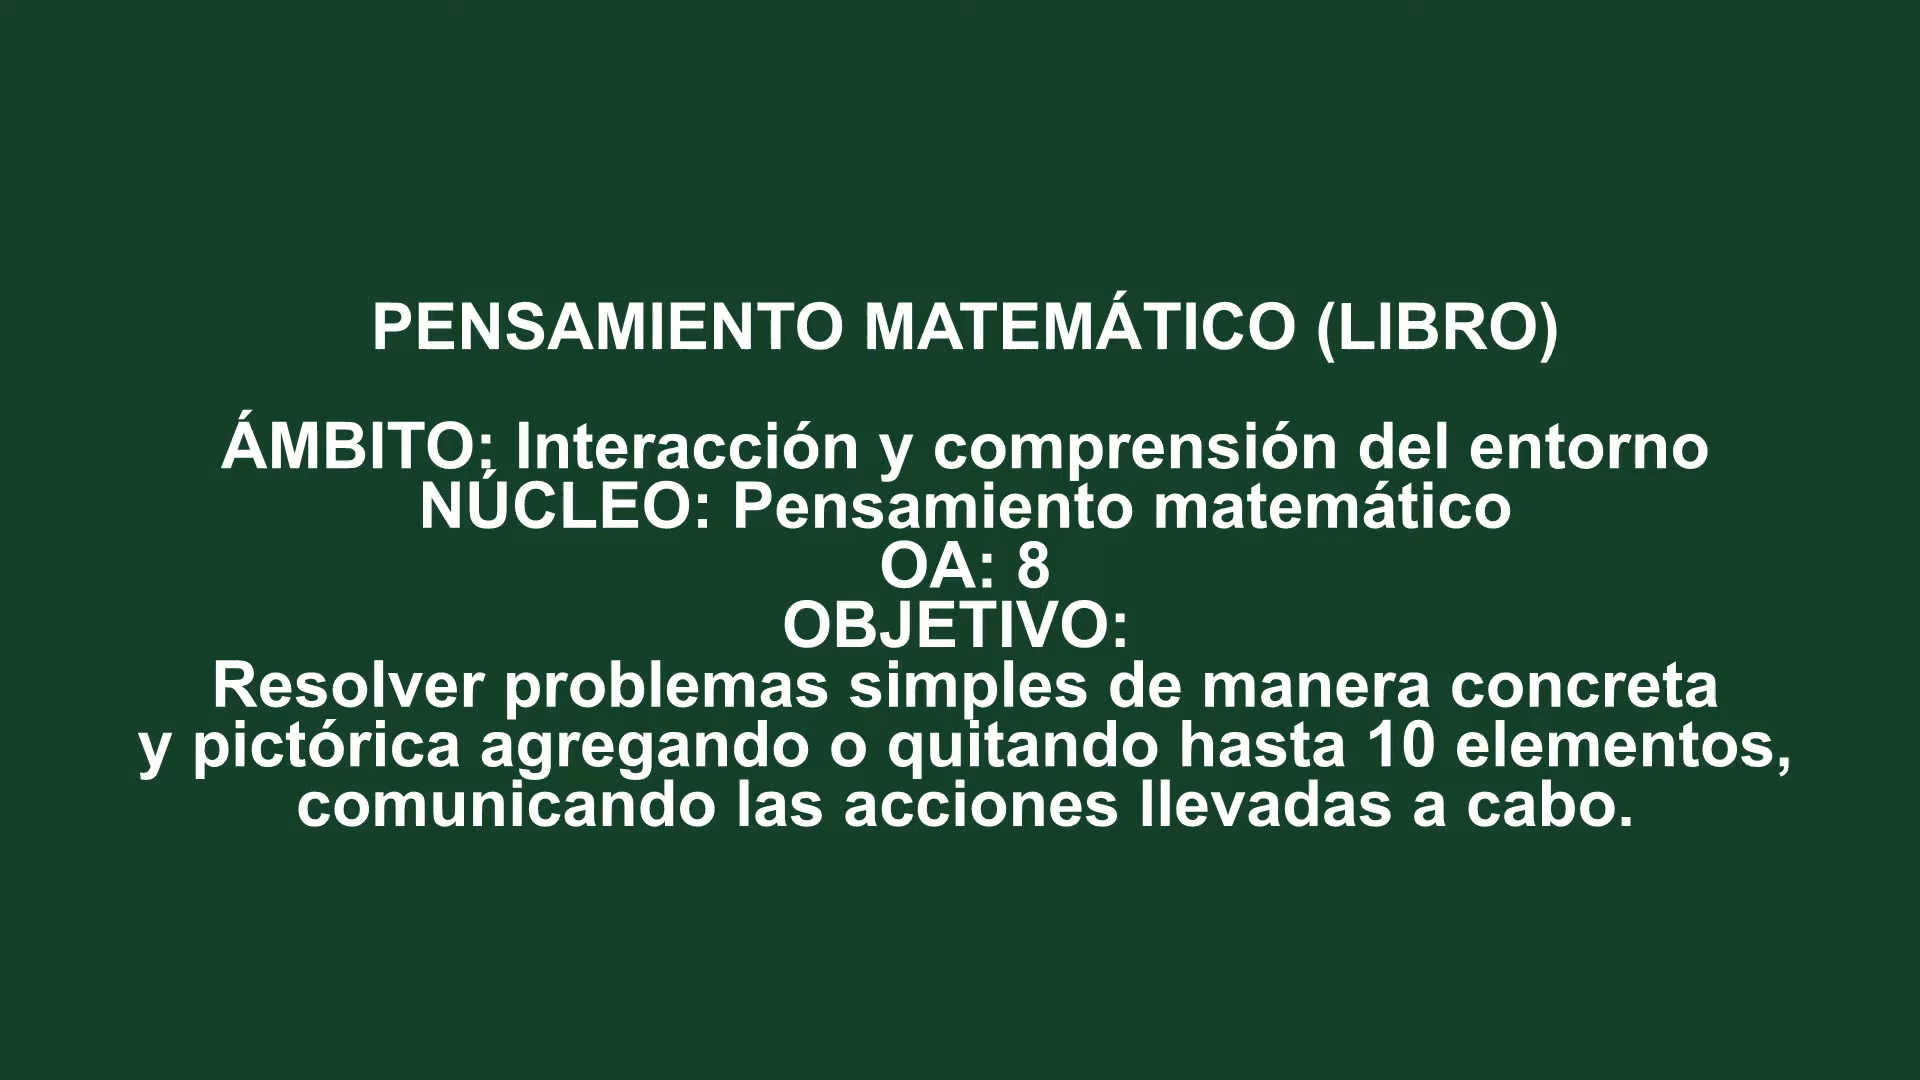 PENSAMIENTO MATEMÁTICO (LIBRO)
ÁMBITO: Interacción y comprensión del entorno
NÚCLEO: Pensamiento matemático
OA: 8
OBJETIVO:
Resolver problemas simples de manera concreta
y pictórica agregando o quitando hasta 10 elementos,
comunicando las acciones llevadas a cabo.